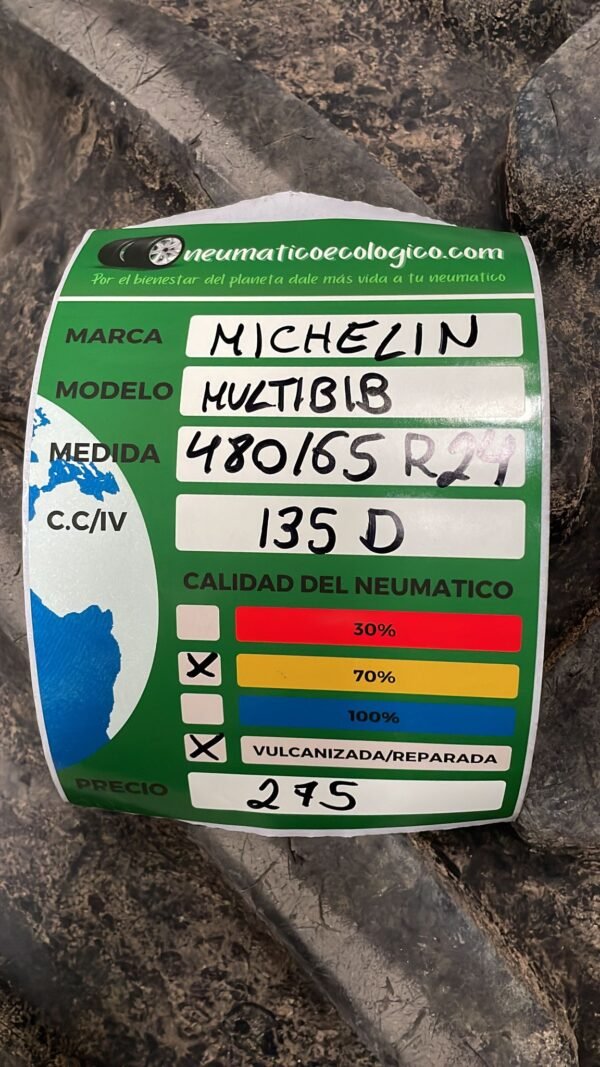 neumaticoecologico.com
Por el bienestar del planeta dale más vida a tu neumatico
MARCA MICHELIN
MODELO MULTIBIB
MEDIDA 480/65 R24
C.C/IV 135 D
CALIDAD DEL NEUMATICO
30%
X 70%
100%
X VULCANIZADA/REPARADA
PRECIO 275